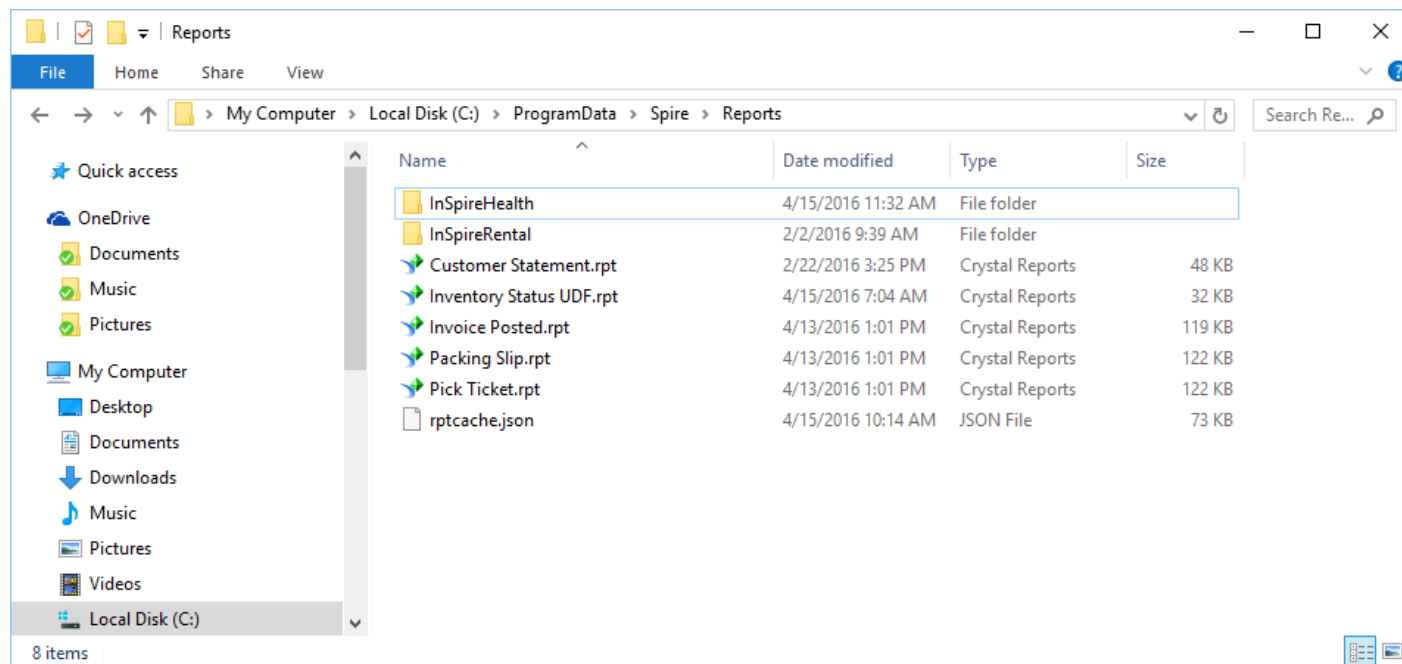 Reports
File Home Share View
My Computer > Local Disk (C:) > ProgramData > Spire > Reports Search Re...
Quick access
OneDrive
Documents
Music
Pictures
My Computer
Desktop
Documents
Downloads
Music
Pictures
Videos
Local Disk (C:)
Name Date modified Type Size
InSpireHealth 4/15/2016 11:32 AM File folder
InSpireRental 2/2/2016 9:39 AM File folder
Customer Statement.rpt 2/22/2016 3:25 PM Crystal Reports 48 KB
Inventory Status UDF.rpt 4/15/2016 7:04 AM Crystal Reports 32 KB
Invoice Posted.rpt 4/13/2016 1:01 PM Crystal Reports 119 KB
Packing Slip.rpt 4/13/2016 1:01 PM Crystal Reports 122 KB
Pick Ticket.rpt 4/13/2016 1:01 PM Crystal Reports 122 KB
rptcache.json 4/15/2016 10:14 AM JSON File 73 KB
8 items